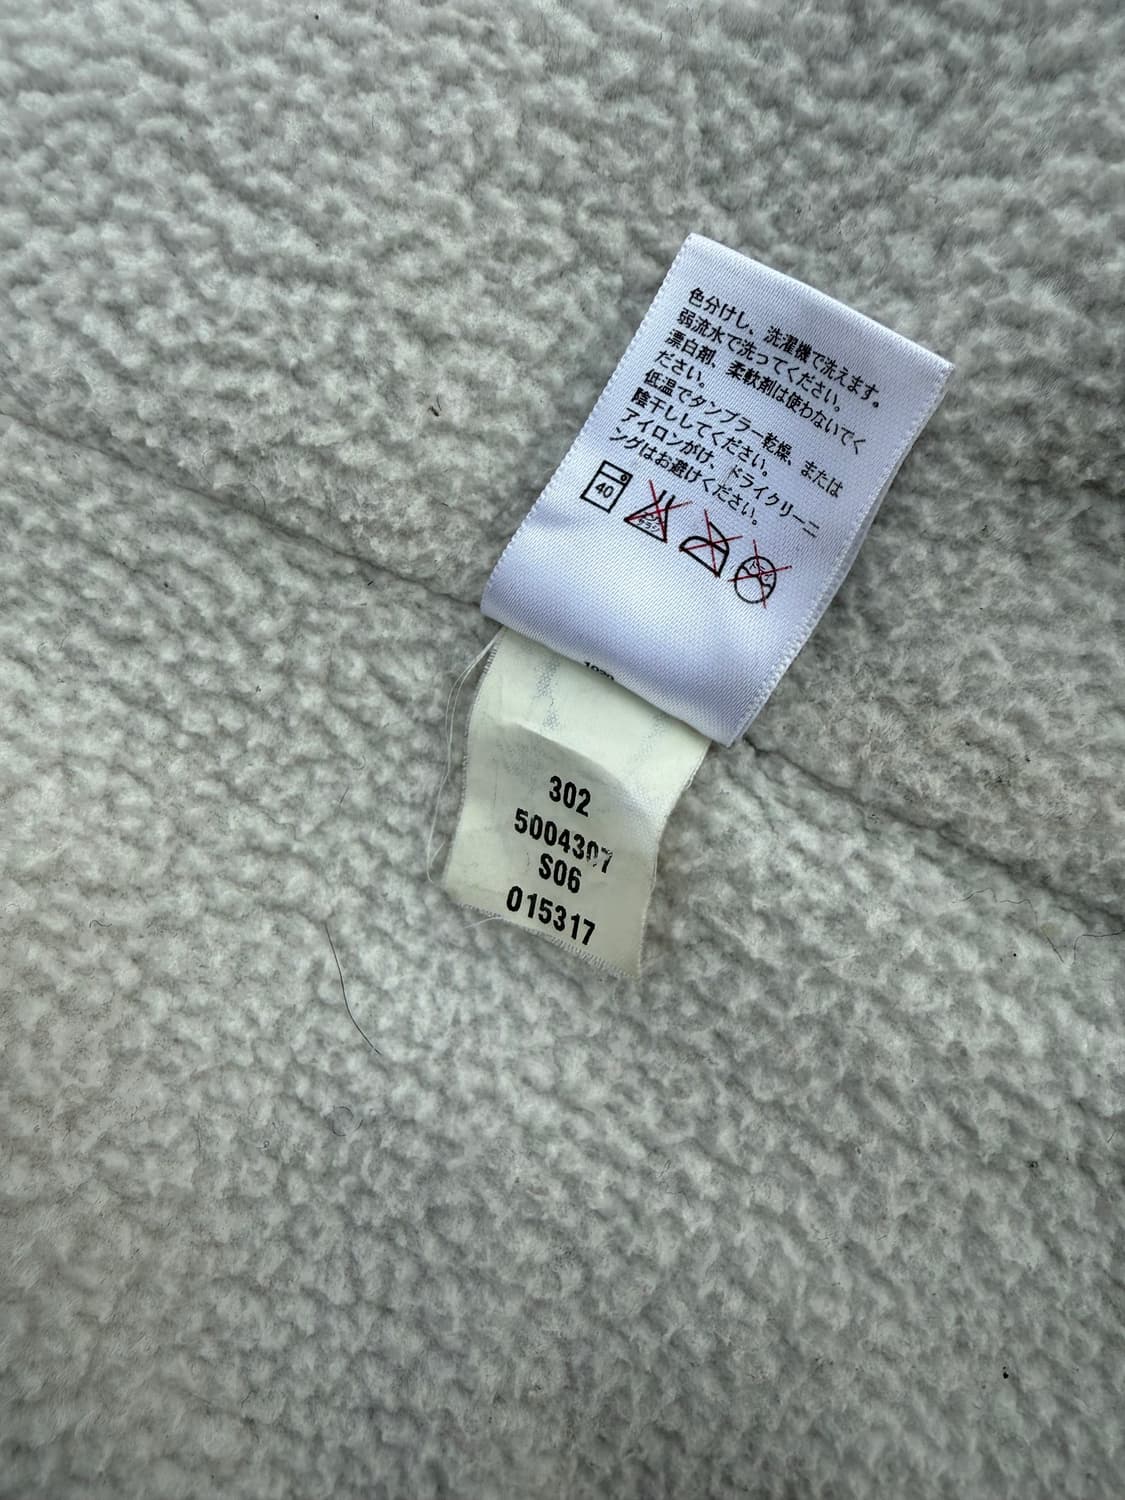 色分けし、洗濯機で洗えます。
弱流水で洗ってください。
漂白剤、柔軟剤は使わないでく
ださい。
低温でタンブラー乾燥、または
陰干ししてください。
アイロンがけ、ドライクリーニ
ングはお避けください。
40
302
5004307
S06
015317